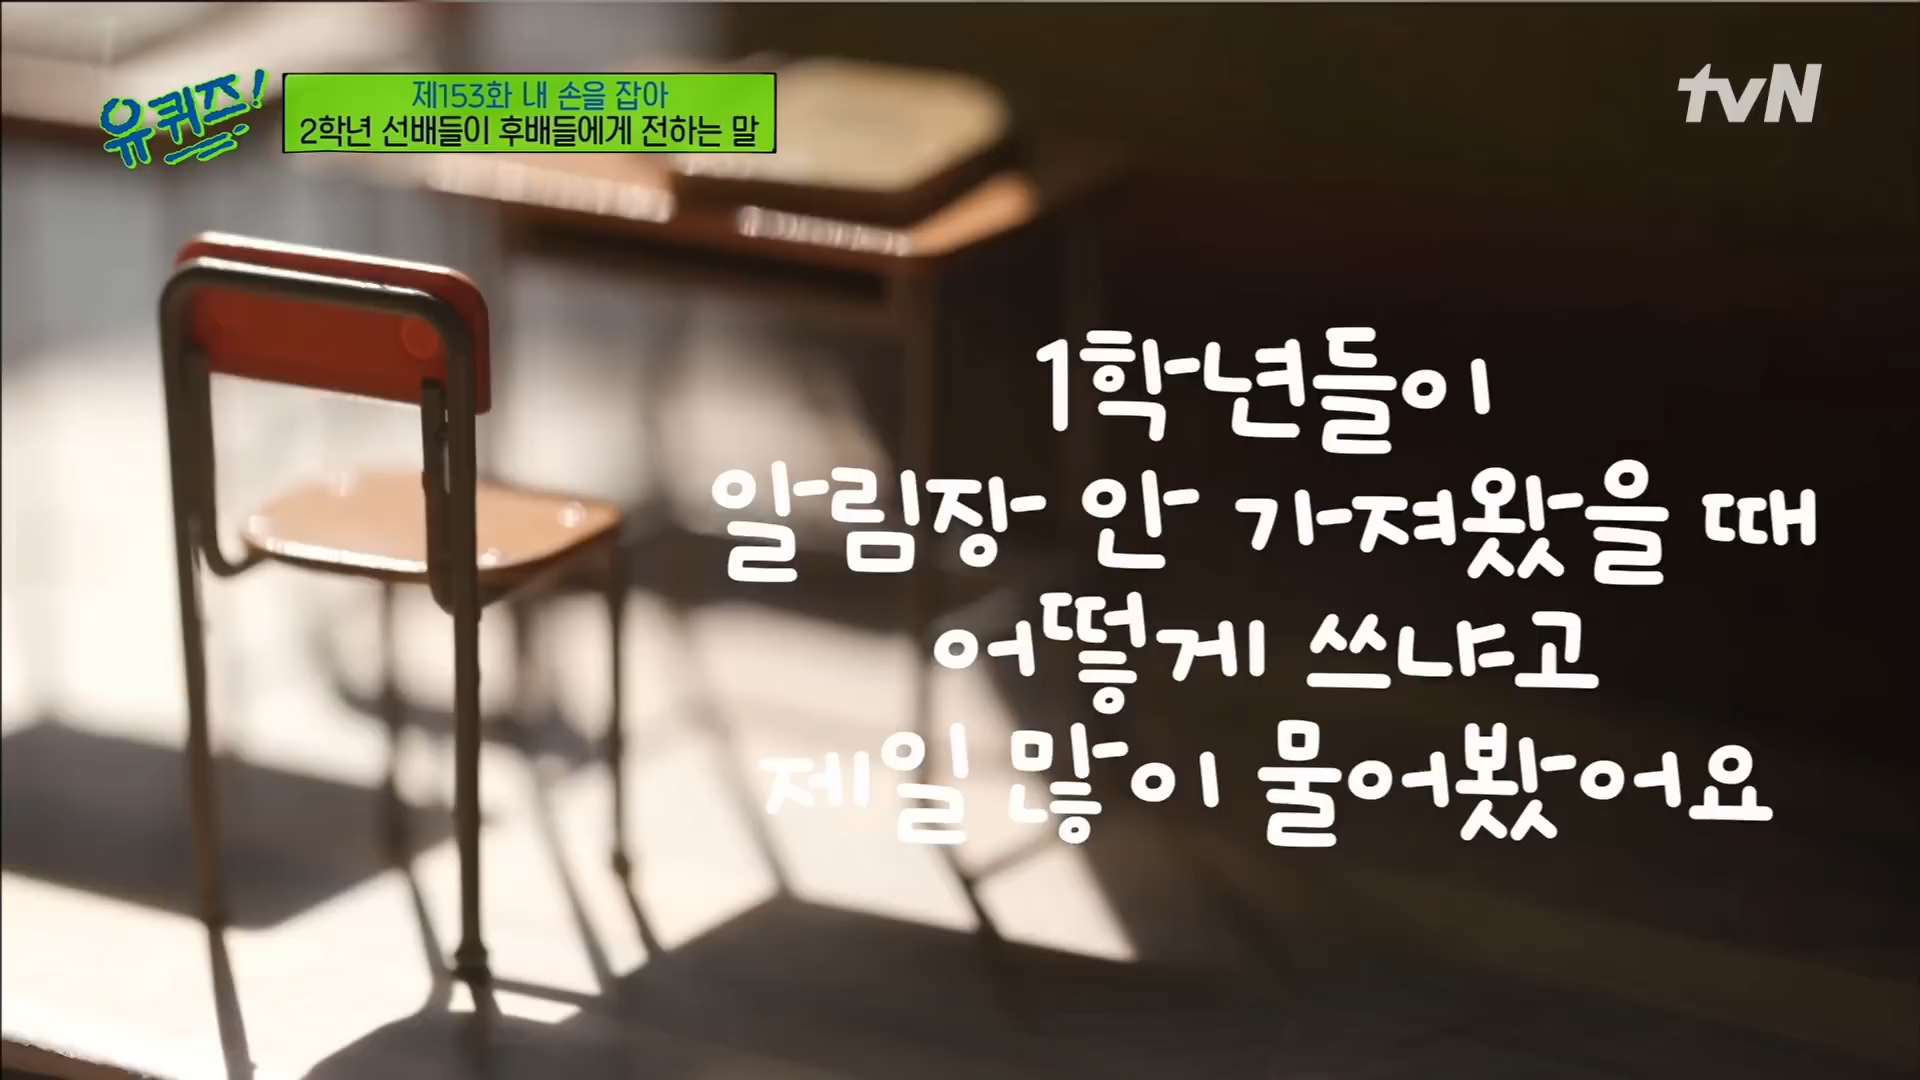 유퀴즈!
제153화 내 손을 잡아
2학년 선배들이 후배들에게 전하는 말
tvN
1학년들이
알림장 안 가져왔을 때
어떻게 쓰냐고
제일 많이 물어봤어요